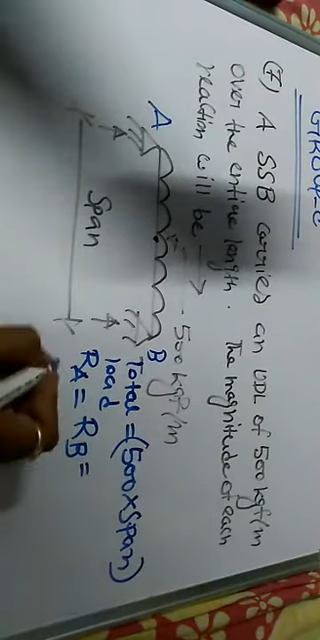 GROUP-C
(7) A SSB carries an UDL of 500 kgf/m
over the entire length. The magnitude of each
reaction will be →
500 kgf/m
A
B
Span
Total = (500 x Span)
load
RA = RB =